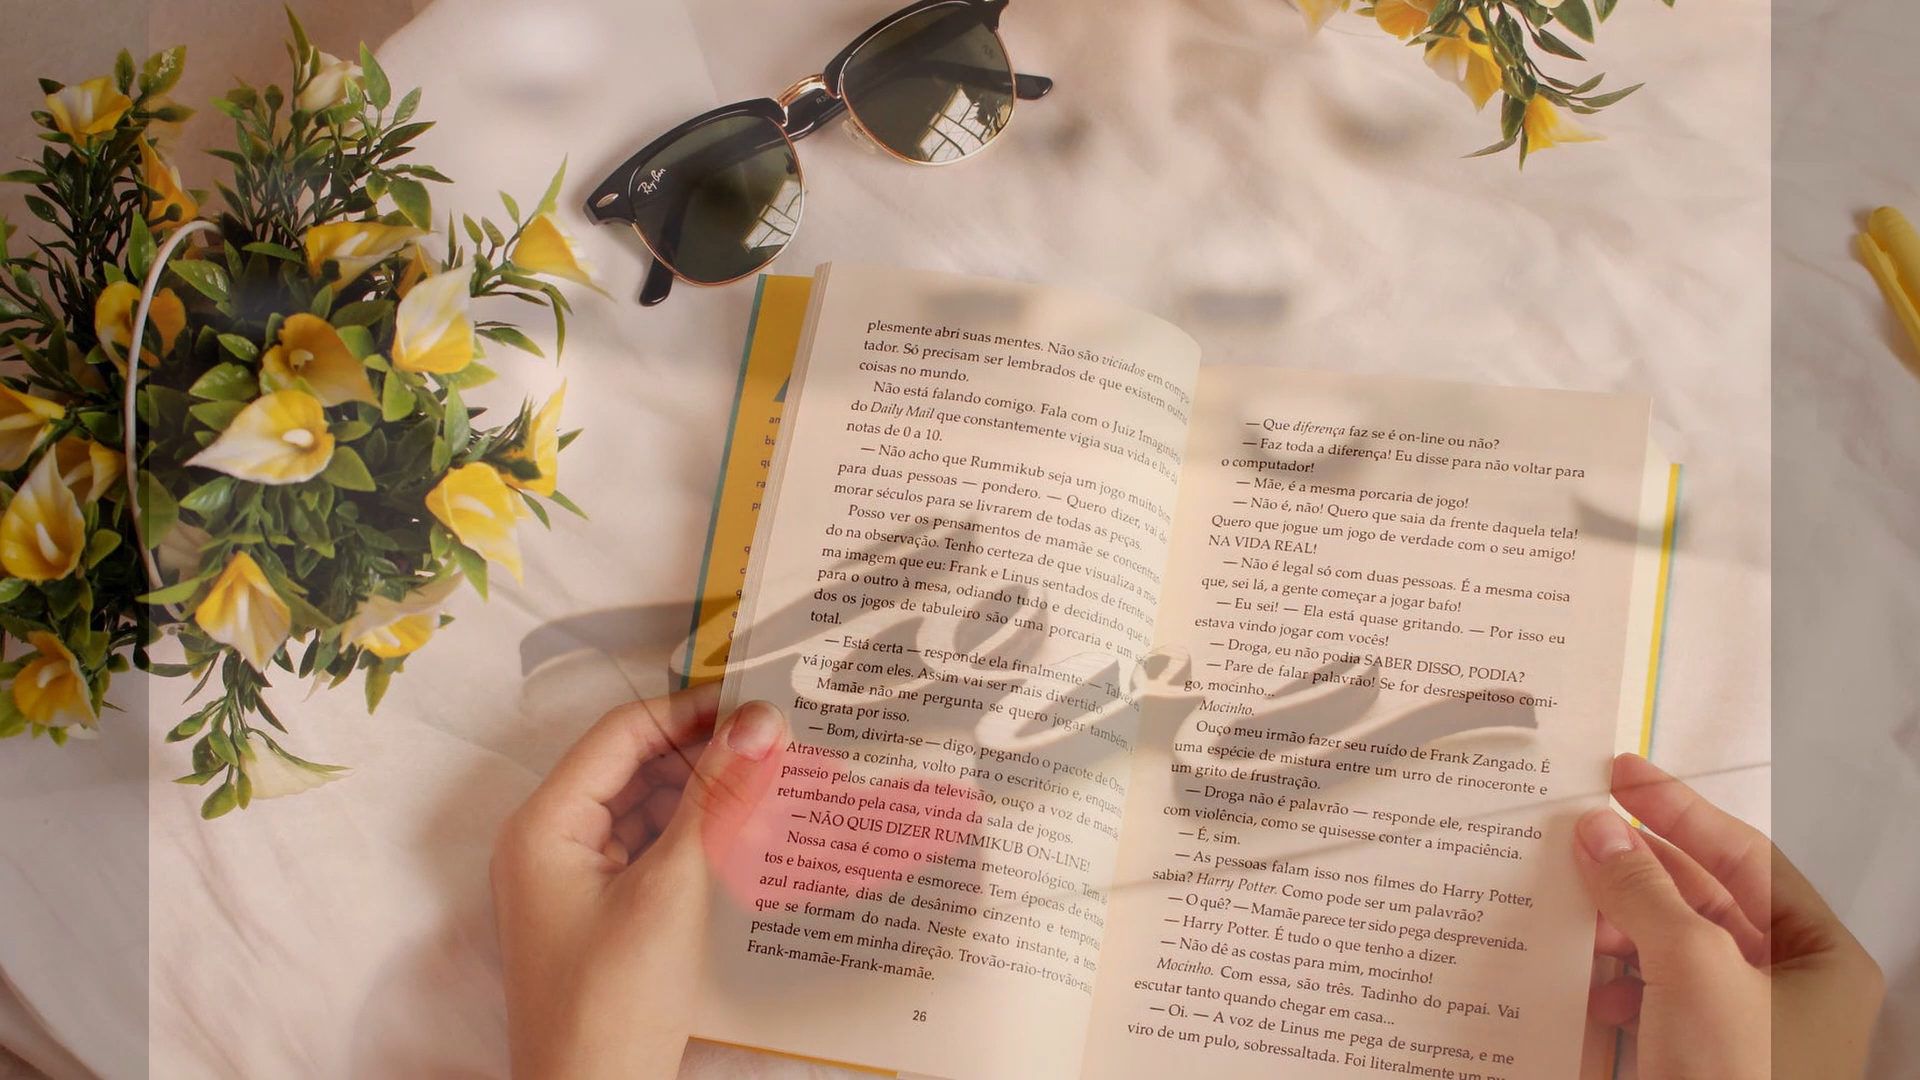 Ray-Ban
plesmente abri suas mentes. Não são viciados em compu-
tador. Só precisam ser lembrados de que existem outras
coisas no mundo.
Não está falando comigo. Fala com o Juiz Imaginário
do Daily Mail que constantemente vigia sua vida e lhe dá
notas de 0 a 10.
— Não acho que Rummikub seja um jogo muito bom
para duas pessoas — pondero. — Quero dizer, vai de-
morar séculos para se livrarem de todas as peças.
Posso ver os pensamentos de mamãe se concentran-
do na observação. Tenho certeza de que visualiza a mes-
ma imagem que eu: Frank e Linus sentados de frente um
para o outro à mesa, odiando tudo e decidindo que to-
dos os jogos de tabuleiro são uma porcaria e um
total.
— Está certa — responde ela finalmente. — Talvez eu
vá jogar com eles. Assim vai ser mais divertido.
Mamãe não me pergunta se quero jogar também, e
fico grata por isso.
— Bom, divirta-se — digo, pegando o pacote de
Atravesso a cozinha, volto para o escritório e, enquanto
passeio pelos canais da televisão, ouço a voz de mamãe
retumbando pela casa, vinda da sala de jogos.
— NÃO QUIS DIZER RUMMIKUB ON-LINE!
Nossa casa é como o sistema meteorológico. Tem al-
tos e baixos, esquenta e esmorece. Tem épocas de êxtase
azul radiante, dias de desânimo cinzento e temporais
que se formam do nada. Neste exato instante, a tem-
pestade vem em minha direção. Trovão-raio-trovão-raio,
Frank-mamãe-Frank-mamãe.
26
— Que diferença faz se é on-line ou não?
— Faz toda a diferença! Eu disse para não voltar para
o computador!
— Mãe, é a mesma porcaria de jogo!
— Não é, não! Quero que saia da frente daquela tela!
Quero que jogue um jogo de verdade com o seu amigo!
NA VIDA REAL!
— Não é legal só com duas pessoas. É a mesma coisa
que, sei lá, a gente começar a jogar bafo!
— Eu sei! — Ela está quase gritando. — Por isso eu
estava vindo jogar com vocês!
— Droga, eu não podia SABER DISSO, PODIA?
— Pare de falar palavrão! Se for desrespeitoso comi-
go, mocinho...
Mocinho.
Ouço meu irmão fazer seu ruído de Frank Zangado. É
uma espécie de mistura entre um urro de rinoceronte e
um grito de frustração.
— Droga não é palavrão — responde ele, respirando
com violência, como se quisesse conter a impaciência.
— É, sim.
— As pessoas falam isso nos filmes do Harry Potter,
sabia? Harry Potter. Como pode ser um palavrão?
— O quê? — Mamãe parece ter sido pega desprevenida.
— Harry Potter. É tudo o que tenho a dizer.
— Não dê as costas para mim, mocinho!
Mocinho. Com essa, são três. Tadinho do papai. Vai
escutar tanto quando chegar em casa...
— Oi. — A voz de Linus me pega de surpresa, e me
viro de um pulo, sobressaltada. Foi literalmente um